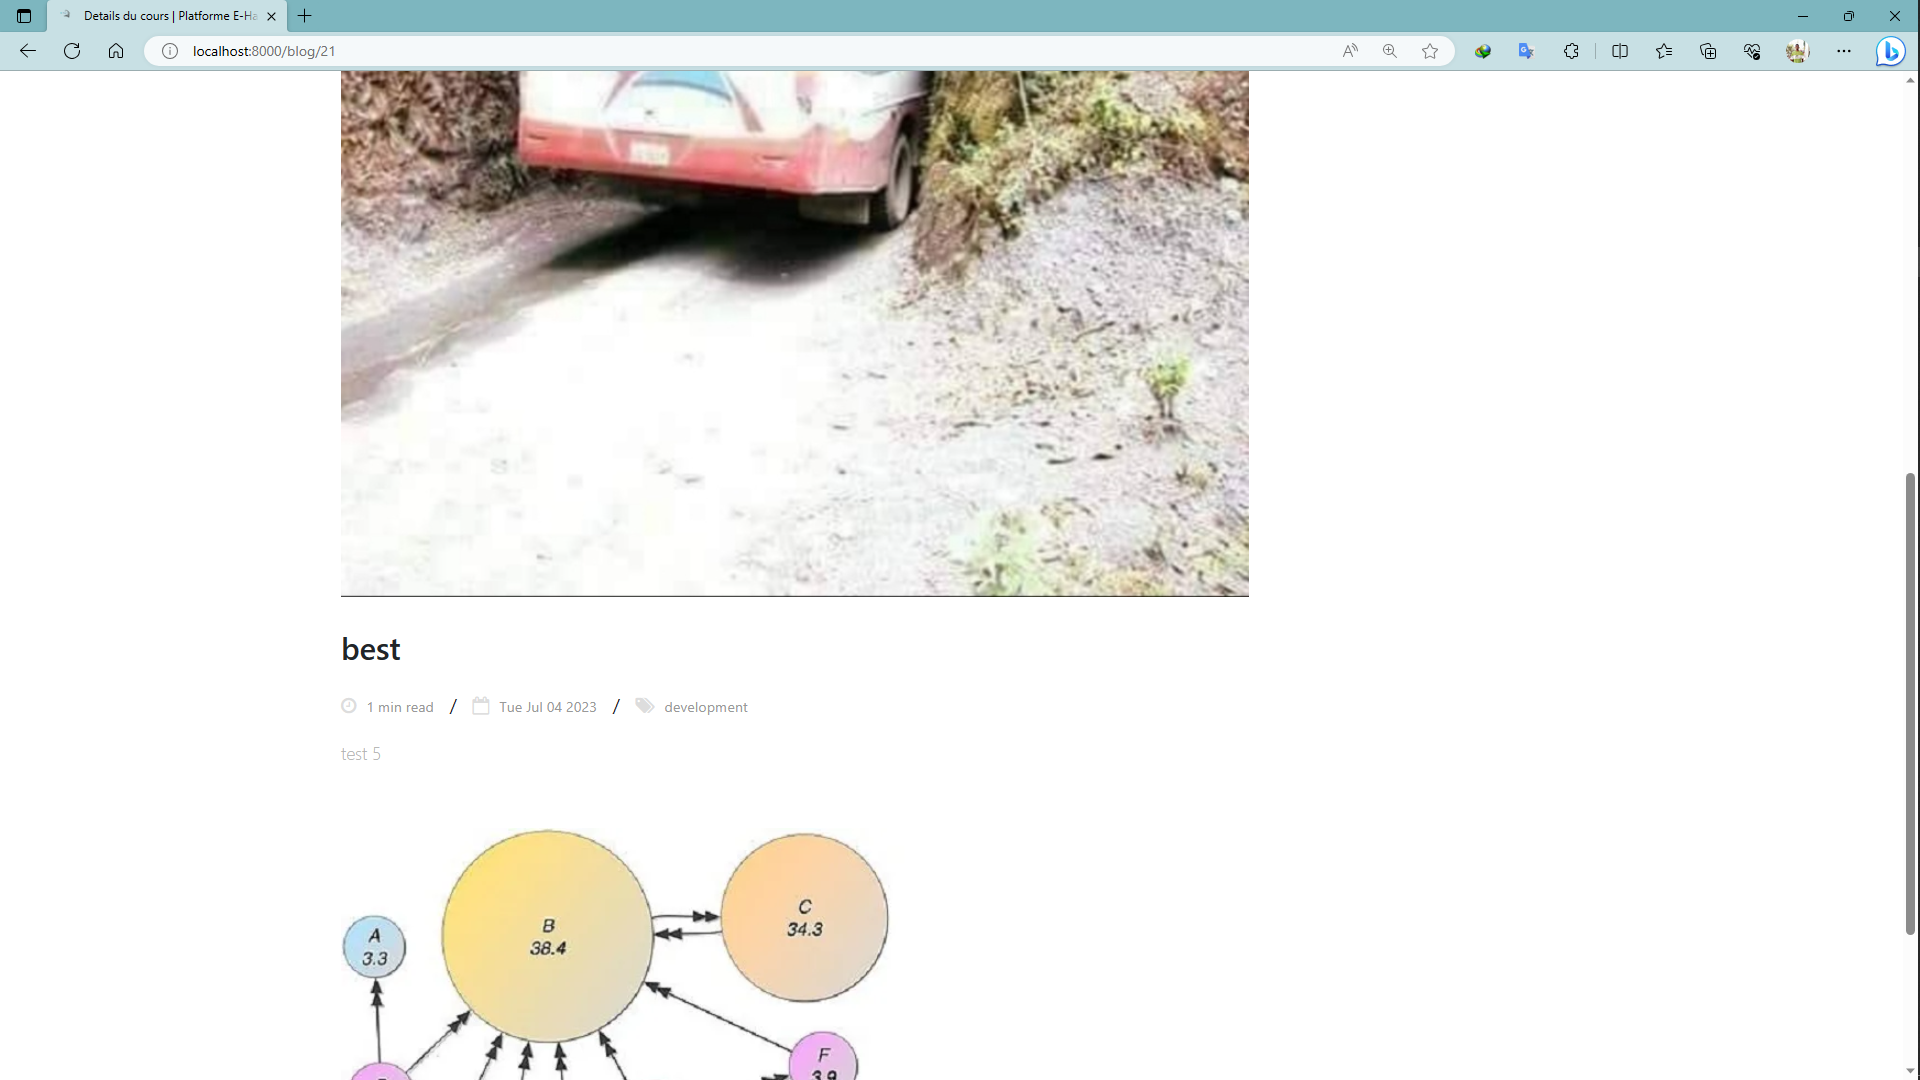 Details du cours | Platforme E-Ha
localhost:8000/blog/21
best
1 min read / Tue Jul 04 2023 / development
test 5
B
38.4
C
34.3
A
3.3
F
3.9